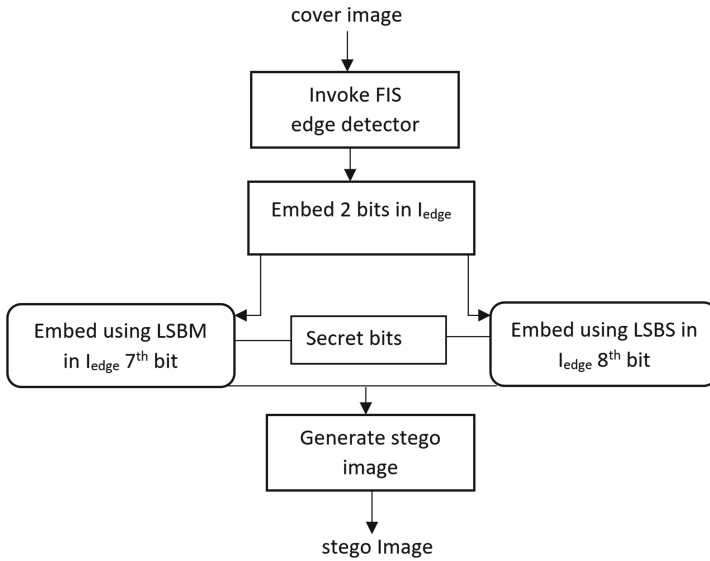 cover image
Invoke FIS
edge detector
Embed 2 bits in Iedge
Embed using LSBM
in Iedge 7th bit
Secret bits
Embed using LSBS in
Iedge 8th bit
Generate stego
image
stego Image